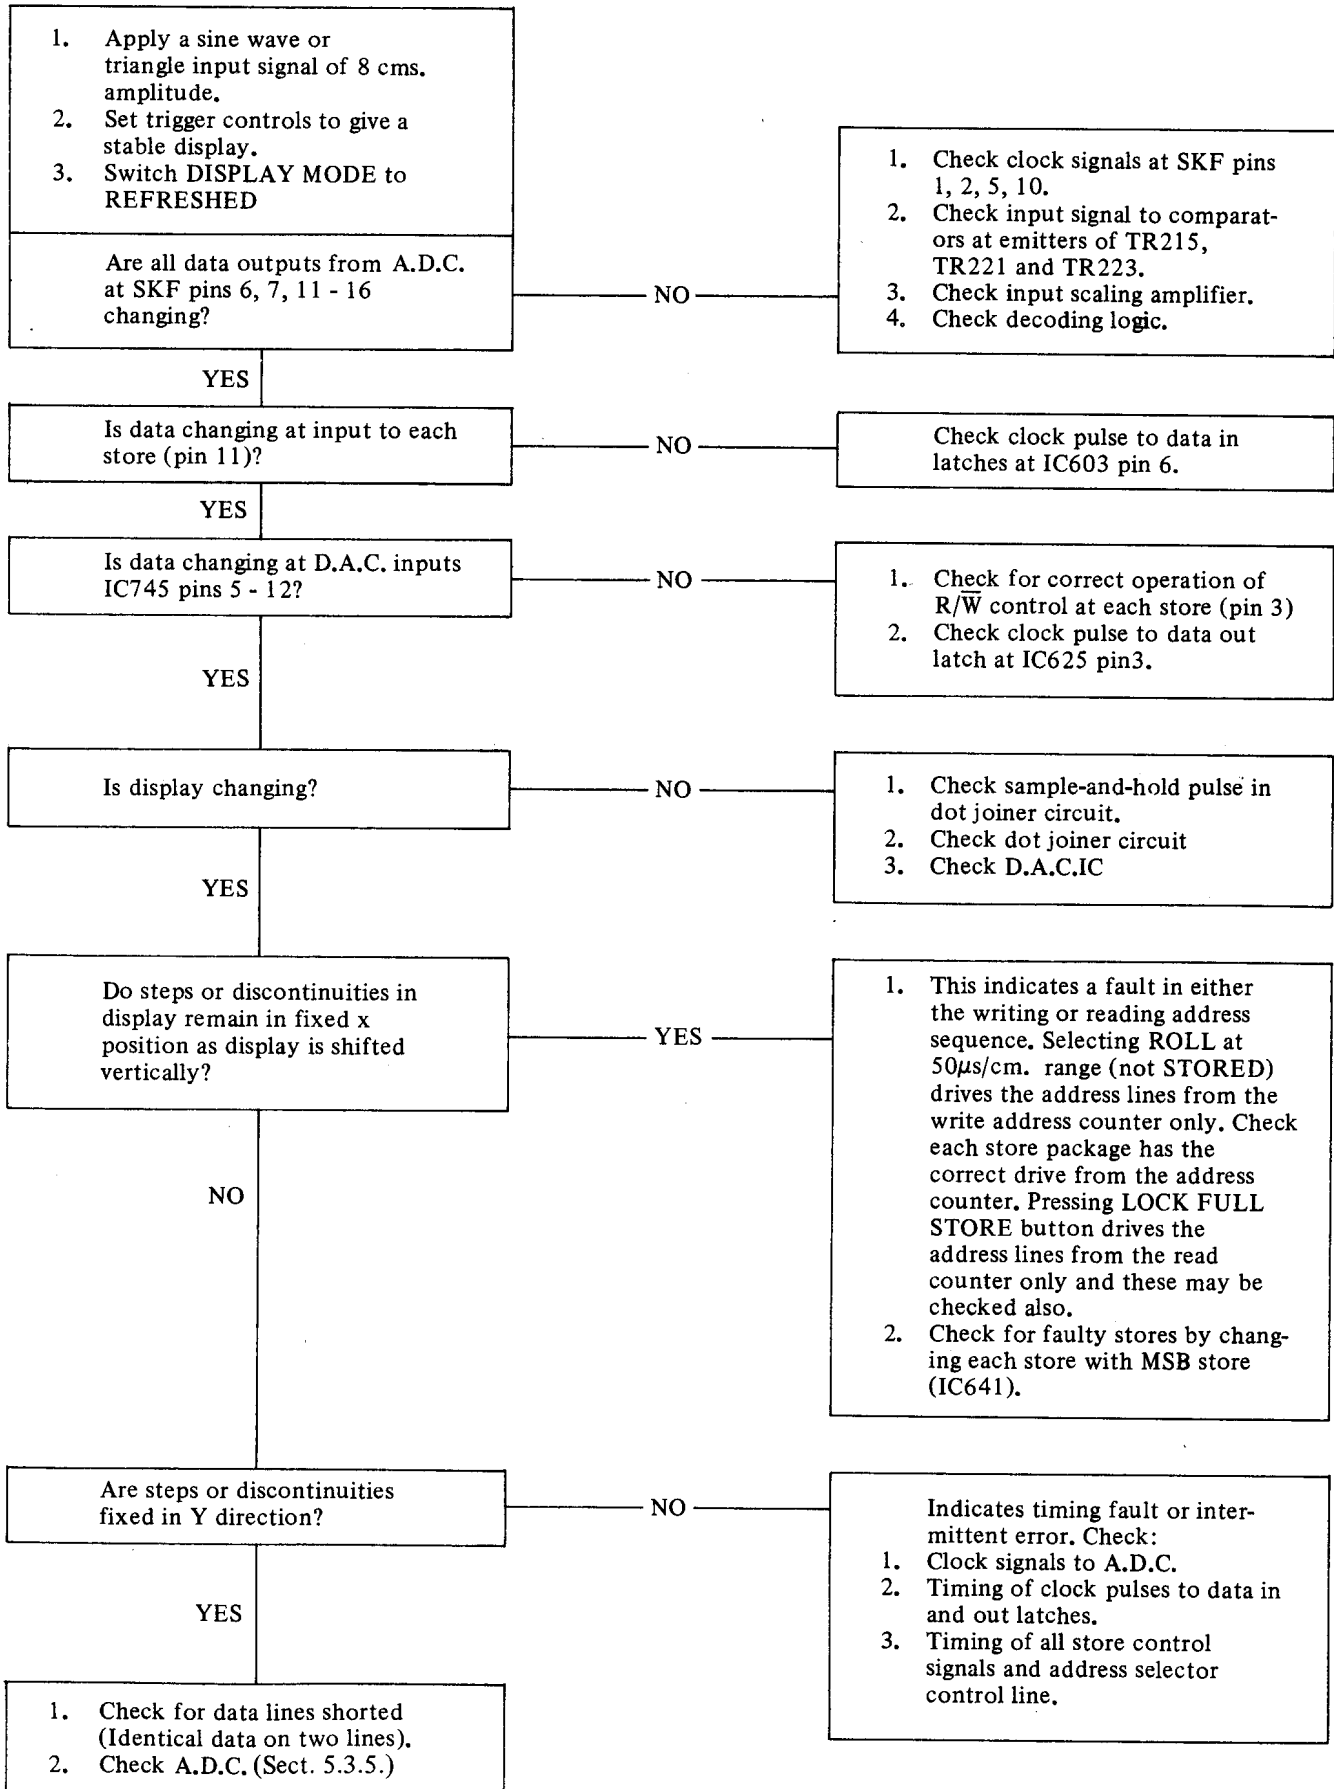 1. Apply a sine wave or
triangle input signal of 8 cms.
amplitude.
2. Set trigger controls to give a
stable display.
3. Switch DISPLAY MODE to
REFRESHED
Are all data outputs from A.D.C.
at SKF pins 6, 7, 11 - 16
changing?
NO
1. Check clock signals at SKF pins
1, 2, 5, 10.
2. Check input signal to comparat-
ors at emitters of TR215,
TR221 and TR223.
3. Check input scaling amplifier.
4. Check decoding logic.
YES
Is data changing at input to each
store (pin 11)?
NO
Check clock pulse to data in
latches at IC603 pin 6.
YES
Is data changing at D.A.C. inputs
IC745 pins 5 - 12?
NO
1. Check for correct operation of
R/W̅ control at each store (pin 3)
2. Check clock pulse to data out
latch at IC625 pin3.
YES
Is display changing?
NO
1. Check sample-and-hold pulse in
dot joiner circuit.
2. Check dot joiner circuit
3. Check D.A.C.IC
YES
Do steps or discontinuities in
display remain in fixed x
position as display is shifted
vertically?
YES
1. This indicates a fault in either
the writing or reading address
sequence. Selecting ROLL at
50μs/cm. range (not STORED)
drives the address lines from the
write address counter only. Check
each store package has the
correct drive from the address
counter. Pressing LOCK FULL
STORE button drives the
address lines from the read
counter only and these may be
checked also.
2. Check for faulty stores by chang-
ing each store with MSB store
(IC641).
NO
Are steps or discontinuities
fixed in Y direction?
NO
Indicates timing fault or inter-
mittent error. Check:
1. Clock signals to A.D.C.
2. Timing of clock pulses to data in
and out latches.
3. Timing of all store control
signals and address selector
control line.
YES
1. Check for data lines shorted
(Identical data on two lines).
2. Check A.D.C. (Sect. 5.3.5.)